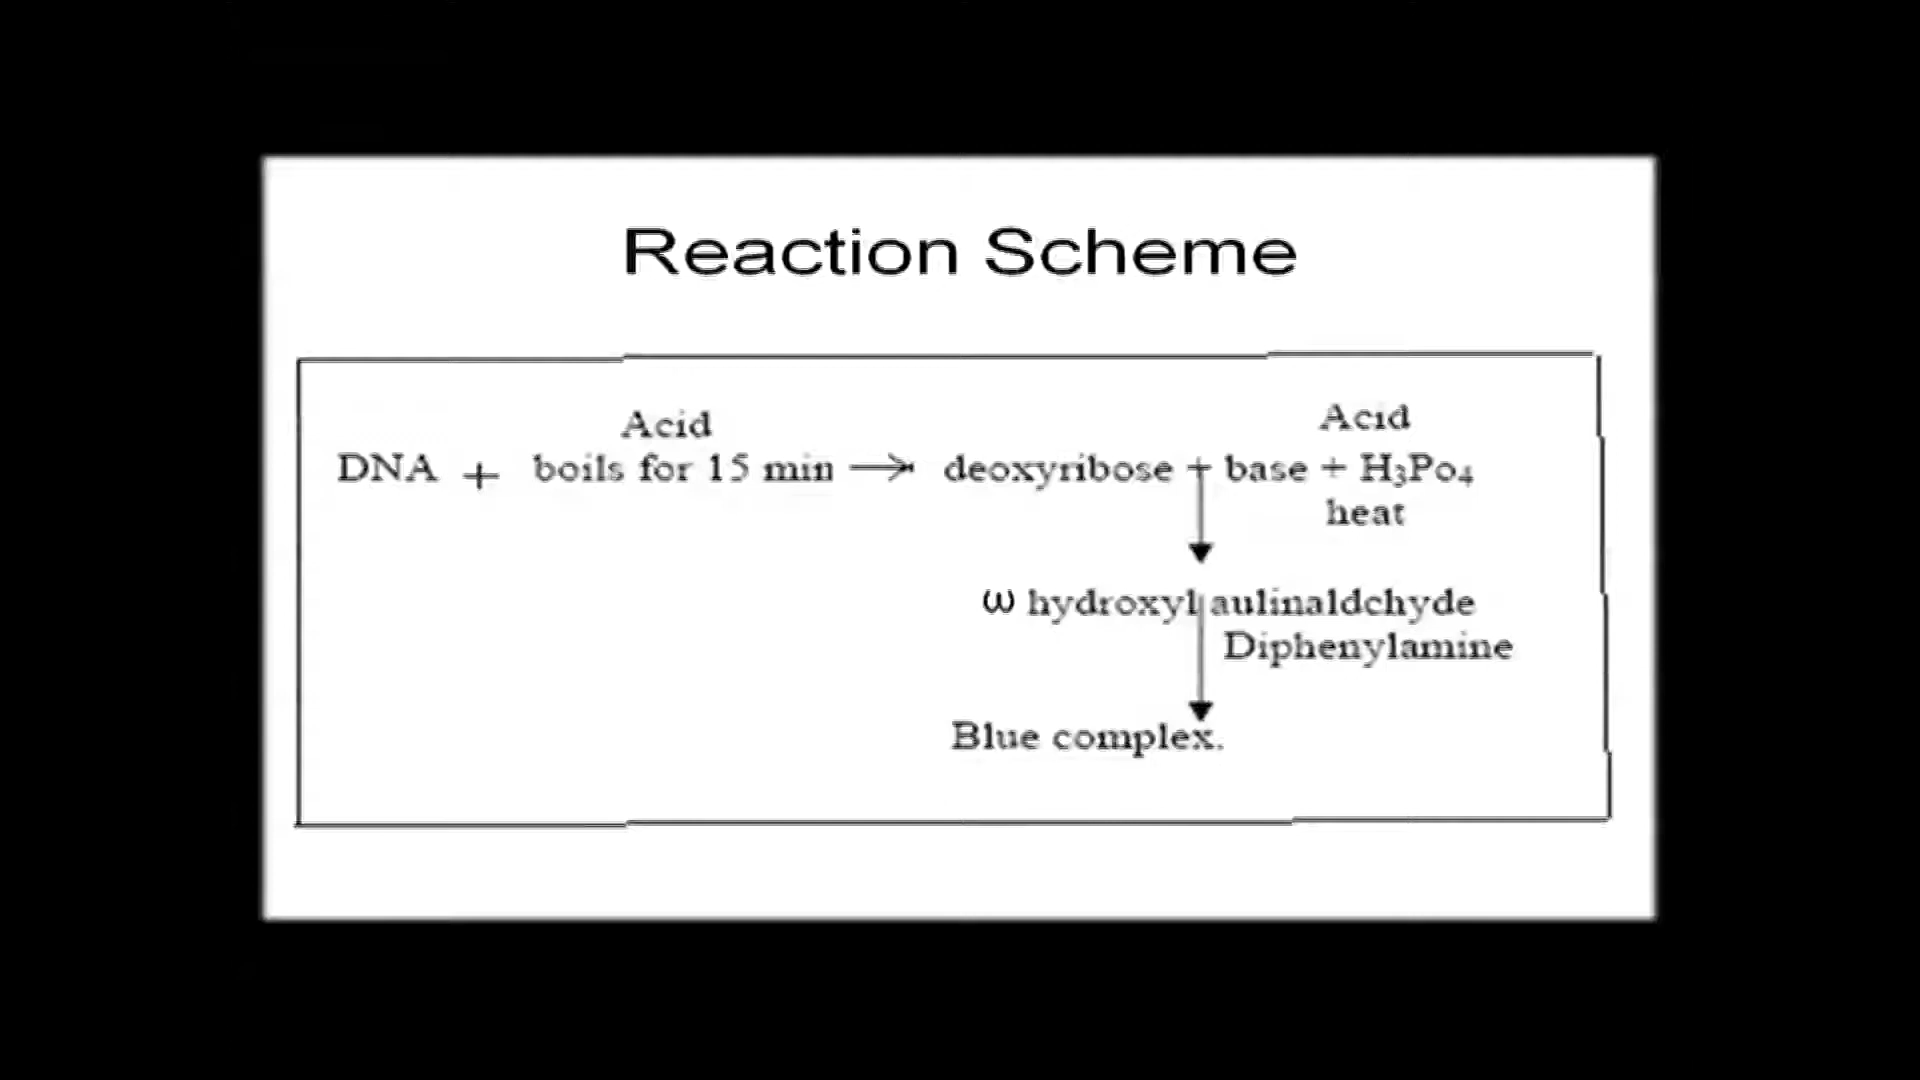 Reaction Scheme
Acid
Acid
DNA + boils for 15 min → deoxyribose + base + H₃Po₄
heat
ω hydroxyl aulinaldchyde
Diphenylamine
Blue complex.